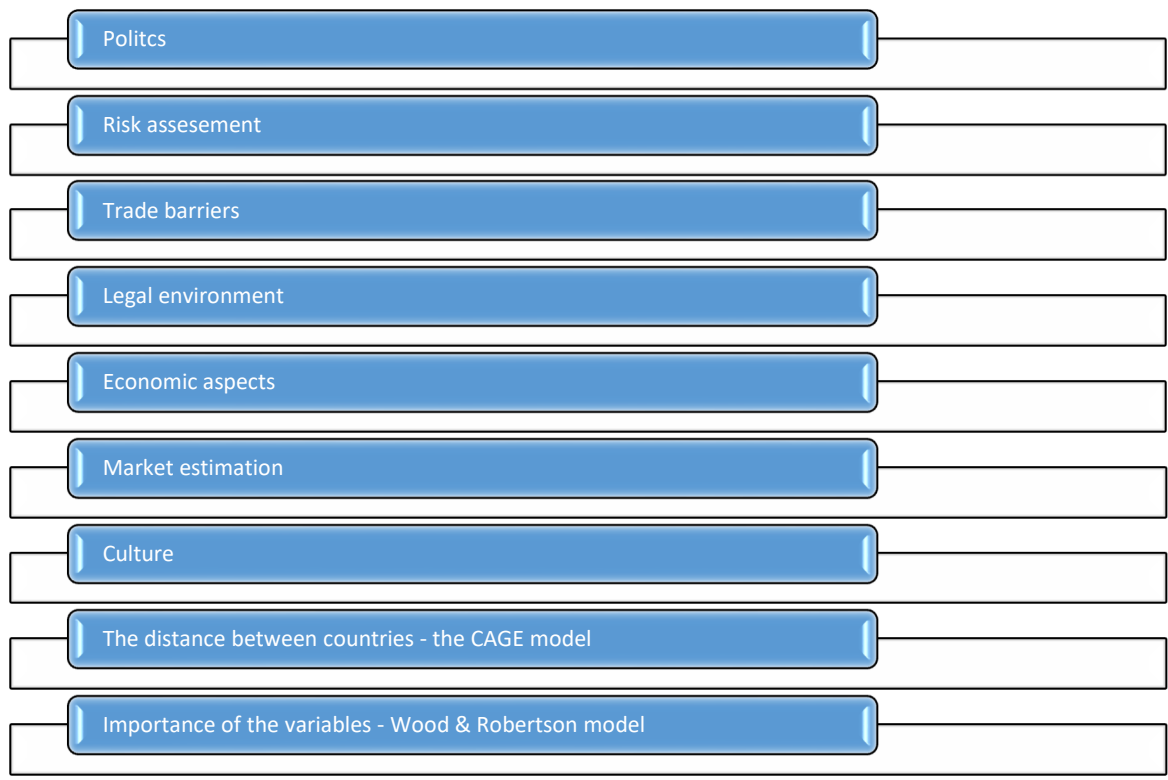 Politcs
Risk assesement
Trade barriers
Legal environment
Economic aspects
Market estimation
Culture
The distance between countries - the CAGE model
Importance of the variables - Wood & Robertson model